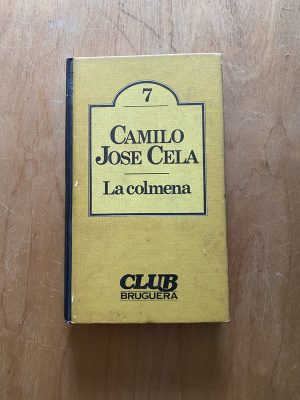 7
CAMILO
JOSE CELA
La colmena
CLUB
BRUGUERA